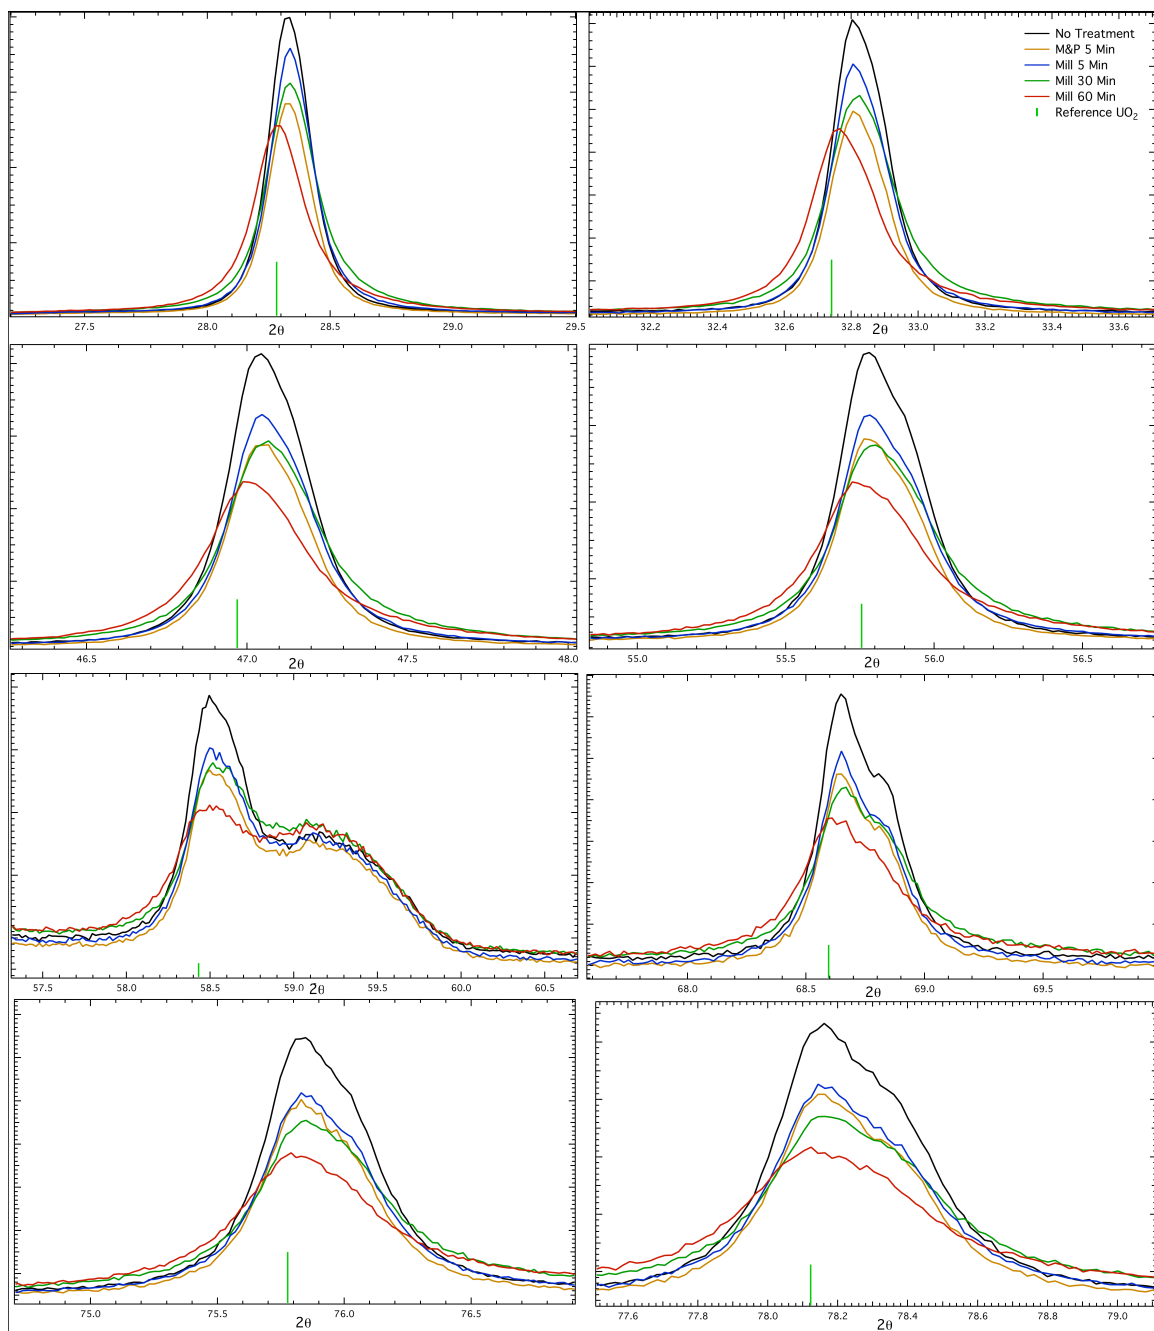 No Treatment
M&P 5 Min
Mill 5 Min
Mill 30 Min
Mill 60 Min
Reference UO₂
27.5 28.0 28.5 29.0 29.5
2θ
32.2 32.4 32.6 32.8 33.0 33.2 33.4 33.6
2θ
46.5 47.0 47.5 48.0
2θ
55.0 55.5 56.0 56.5
2θ
57.5 58.0 58.5 59.0 59.5 60.0 60.5
2θ
68.0 68.5 69.0 69.5
2θ
75.0 75.5 76.0 76.5
2θ
77.6 77.8 78.0 78.2 78.4 78.6 78.8 79.0
2θ